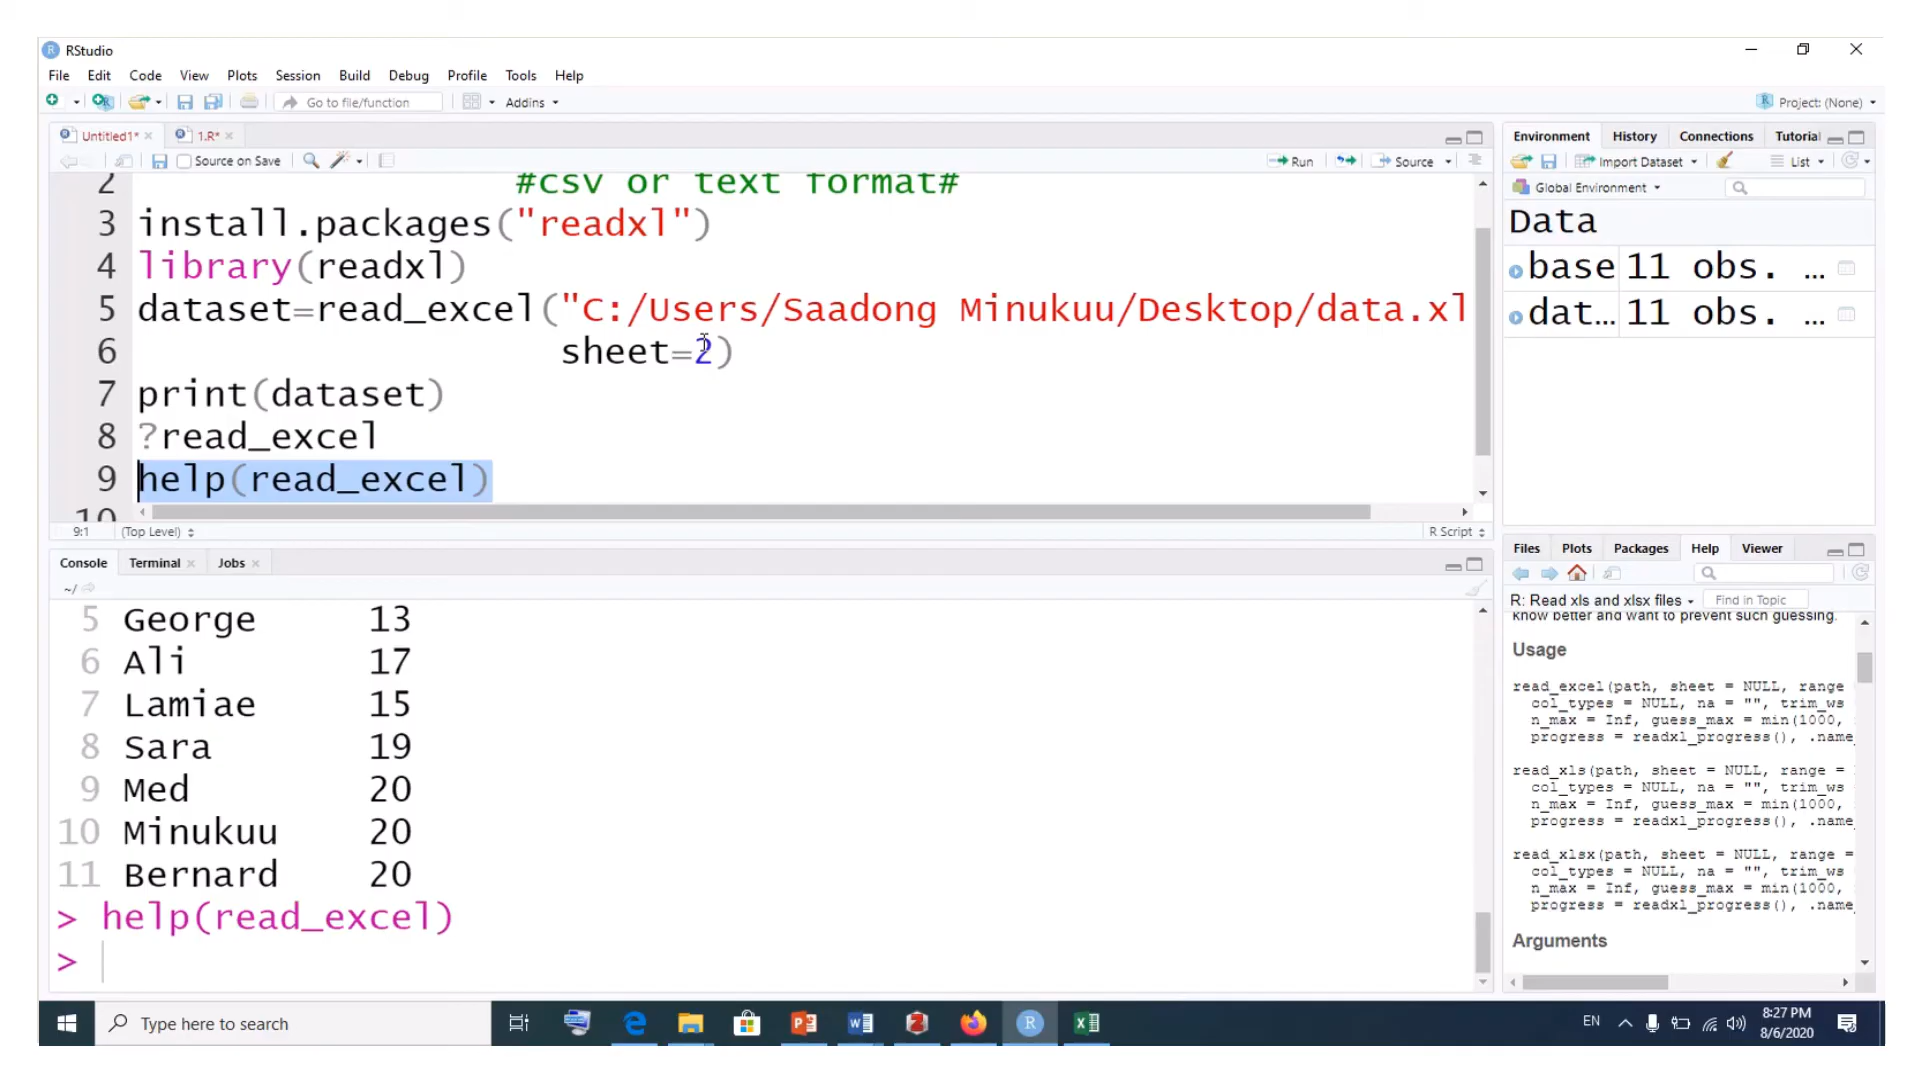 RStudio
File Edit Code View Plots Session Build Debug Profile Tools Help
Go to file/function Addins Project: (None)
Untitled1* 1.R*
Source on Save Run Source
2 #csv or text format#
3 install.packages("readxl")
4 library(readxl)
5 dataset=read_excel("C:/Users/Saadong Minukuu/Desktop/data.xl
6 sheet=2)
7 print(dataset)
8 ?read_excel
9 help(read_excel)
10
9:1 (Top Level) R Script
Console Terminal Jobs
~/
5 George 13
6 Ali 17
7 Lamiae 15
8 Sara 19
9 Med 20
10 Minukuu 20
11 Bernard 20
> help(read_excel)
>
Environment History Connections Tutorial
Import Dataset List
Global Environment
Data
base 11 obs. ...
dat... 11 obs. ...
Files Plots Packages Help Viewer
R: Read xls and xlsx files Find in Topic
know better and want to prevent such guessing.
Usage
read_excel(path, sheet = NULL, range
col_types = NULL, na = "", trim_ws
n_max = Inf, guess_max = min(1000,
progress = readxl_progress(), .name
read_xls(path, sheet = NULL, range =
col_types = NULL, na = "", trim_ws
n_max = Inf, guess_max = min(1000,
progress = readxl_progress(), .name
read_xlsx(path, sheet = NULL, range =
col_types = NULL, na = "", trim_ws
n_max = Inf, guess_max = min(1000,
progress = readxl_progress(), .name
Arguments
Type here to search
EN 8:27 PM
8/6/2020